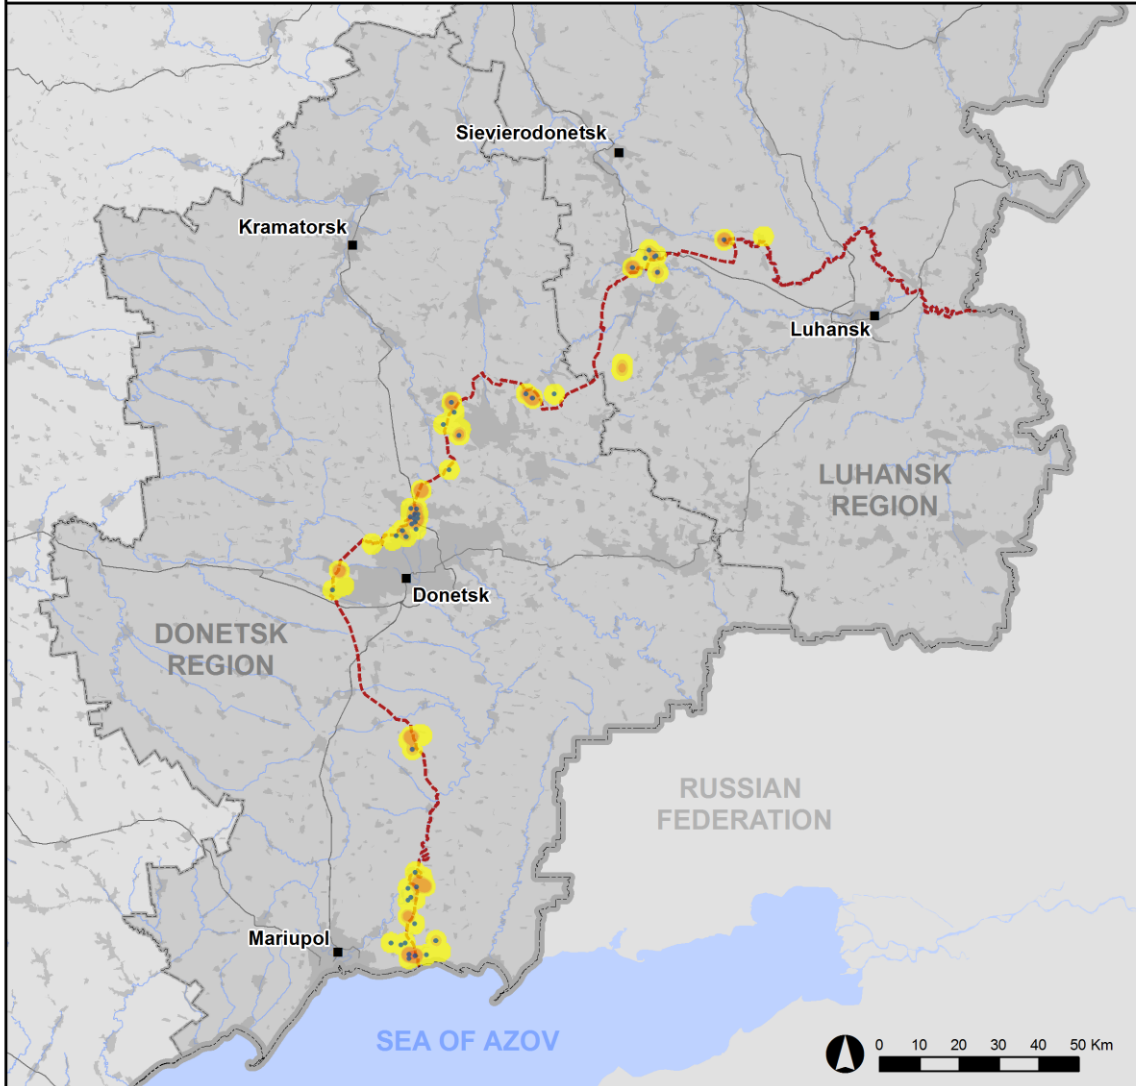 Sievierodonetsk
Kramatorsk
Luhansk
LUHANSK
REGION
Donetsk
DONETSK
REGION
RUSSIAN
FEDERATION
Mariupol
SEA OF AZOV
0 10 20 30 40 50 Km